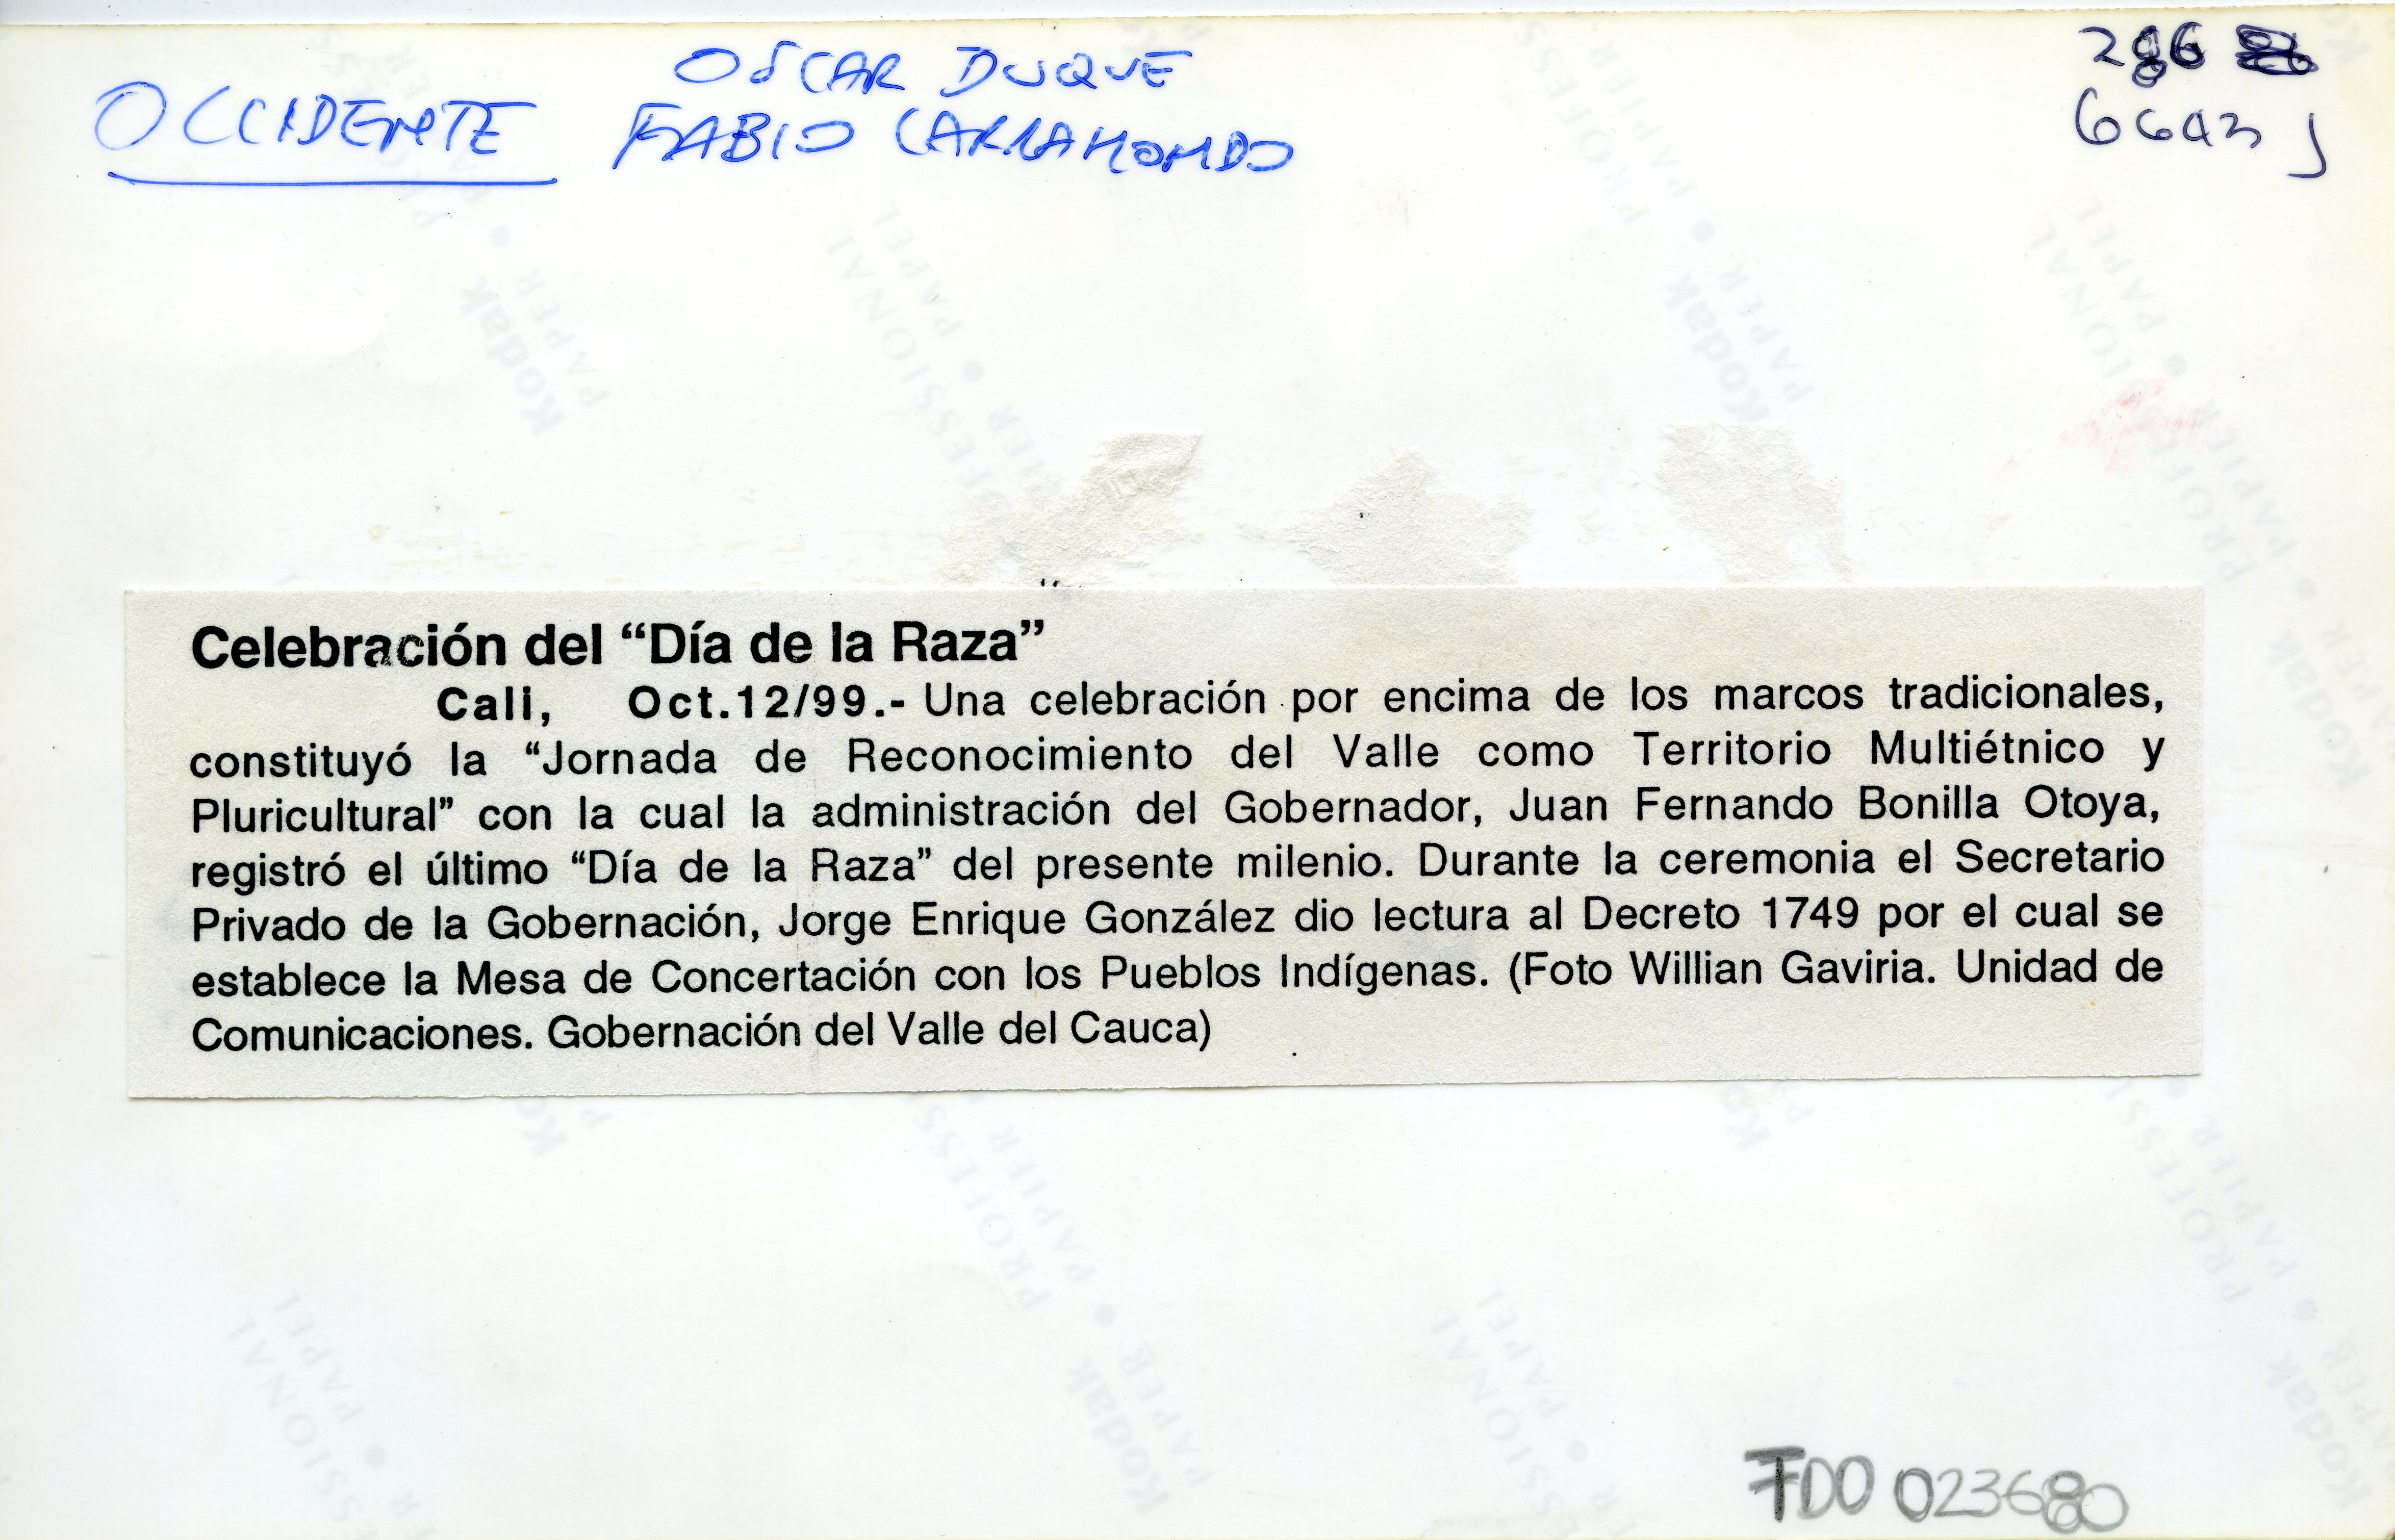 OSCAR DUQUE
OCCIDENTE FABIO LARRAHONDO
286
6643 J
Celebración del “Día de la Raza”
Cali, Oct.12/99.- Una celebración por encima de los marcos tradicionales,
constituyó la “Jornada de Reconocimiento del Valle como Territorio Multiétnico y
Pluricultural” con la cual la administración del Gobernador, Juan Fernando Bonilla Otoya,
registró el último “Día de la Raza” del presente milenio. Durante la ceremonia el Secretario
Privado de la Gobernación, Jorge Enrique González dio lectura al Decreto 1749 por el cual se
establece la Mesa de Concertación con los Pueblos Indígenas. (Foto Willian Gaviria. Unidad de
Comunicaciones. Gobernación del Valle del Cauca)
FDO 023680